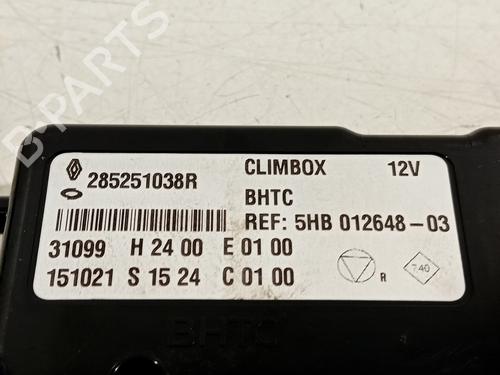 285251038R
CLIMBOX 12V
BHTC
REF: 5HB 012648-03
31099 H 24 00 E 01 00
151021 S 15 24 C 01 00
R
740
BHTC
B-PARTS